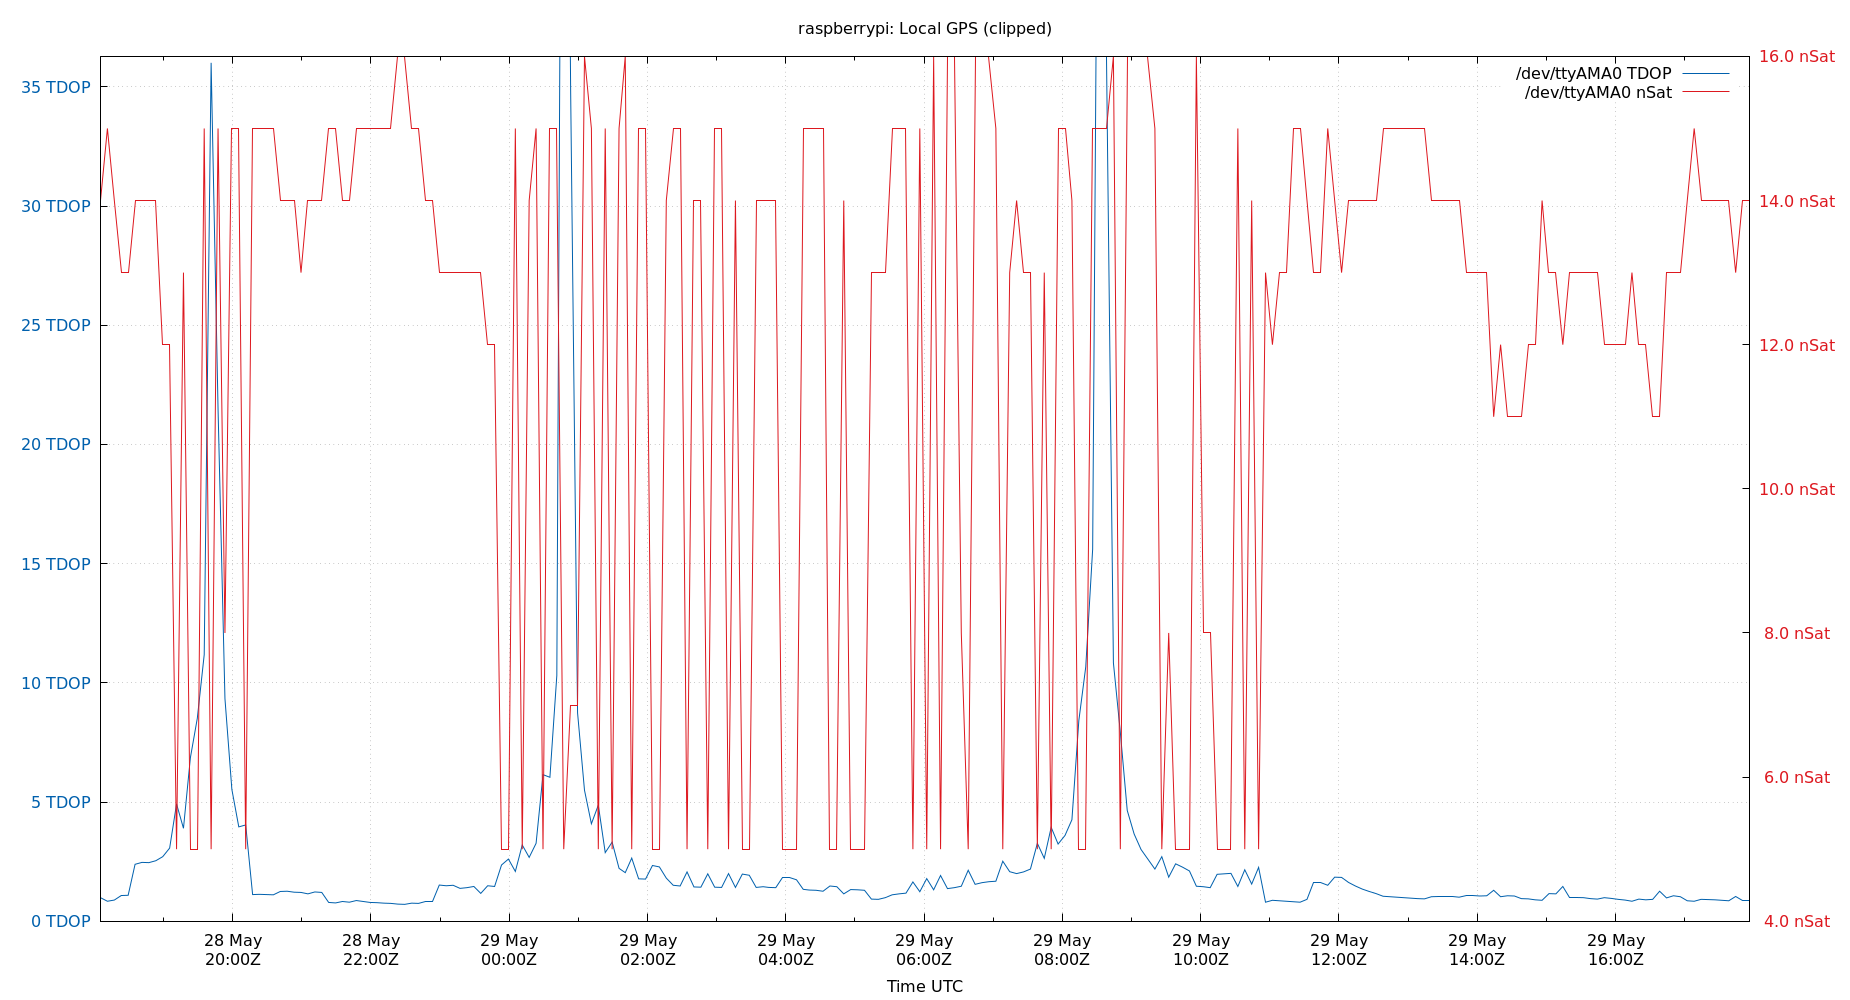 raspberrypi: Local GPS (clipped)
/dev/ttyAMA0 TDOP
/dev/ttyAMA0 nSat
35 TDOP
30 TDOP
25 TDOP
20 TDOP
15 TDOP
10 TDOP
5 TDOP
0 TDOP
16.0 nSat
14.0 nSat
12.0 nSat
10.0 nSat
8.0 nSat
6.0 nSat
4.0 nSat
28 May
20:00Z
28 May
22:00Z
29 May
00:00Z
29 May
02:00Z
29 May
04:00Z
29 May
06:00Z
29 May
08:00Z
29 May
10:00Z
29 May
12:00Z
29 May
14:00Z
29 May
16:00Z
Time UTC